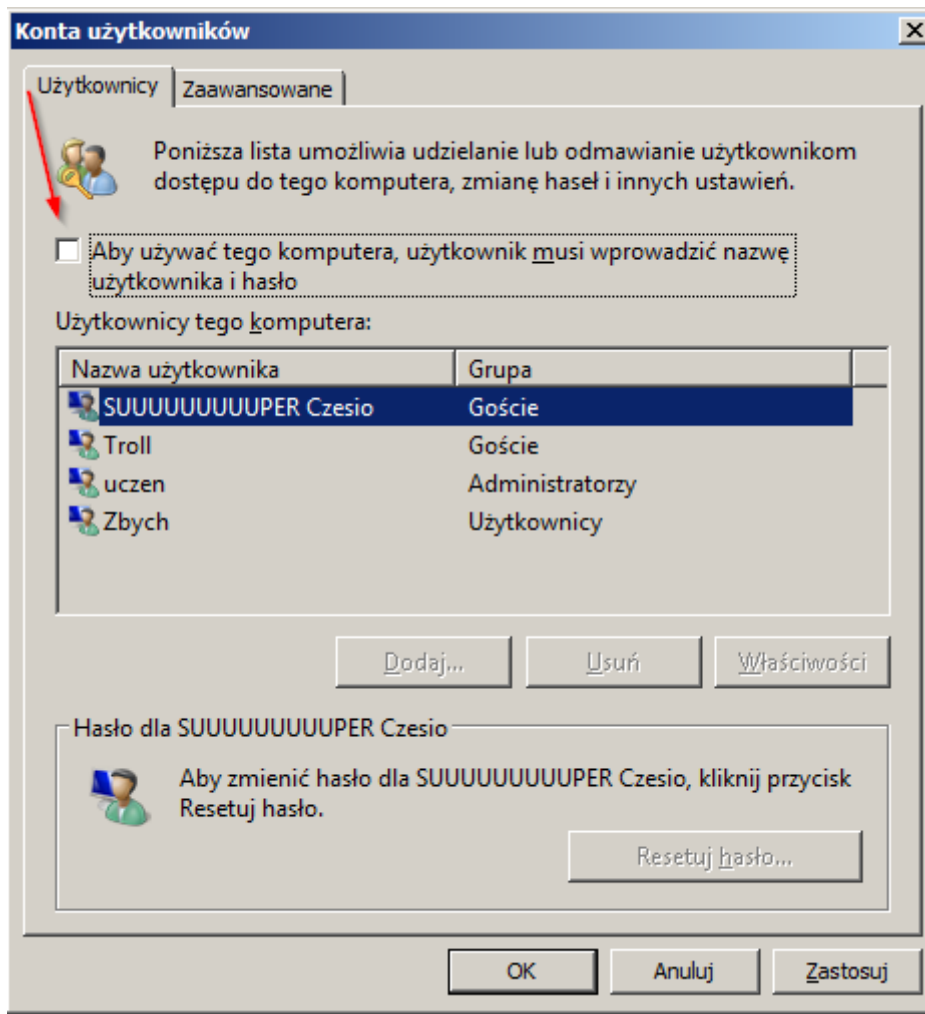 Konta użytkowników
Użytkownicy Zaawansowane
Poniższa lista umożliwia udzielanie lub odmawianie użytkownikom
dostępu do tego komputera, zmianę haseł i innych ustawień.
Aby używać tego komputera, użytkownik musi wprowadzić nazwę
użytkownika i hasło
Użytkownicy tego komputera:
Nazwa użytkownika Grupa
SUUUUUUUUUPER Czesio Goście
Troll Goście
uczen Administratorzy
Zbych Użytkownicy
Dodaj... Usuń Właściwości
Hasło dla SUUUUUUUUUPER Czesio
Aby zmienić hasło dla SUUUUUUUUUPER Czesio, kliknij przycisk
Resetuj hasło.
Resetuj hasło...
OK Anuluj Zastosuj